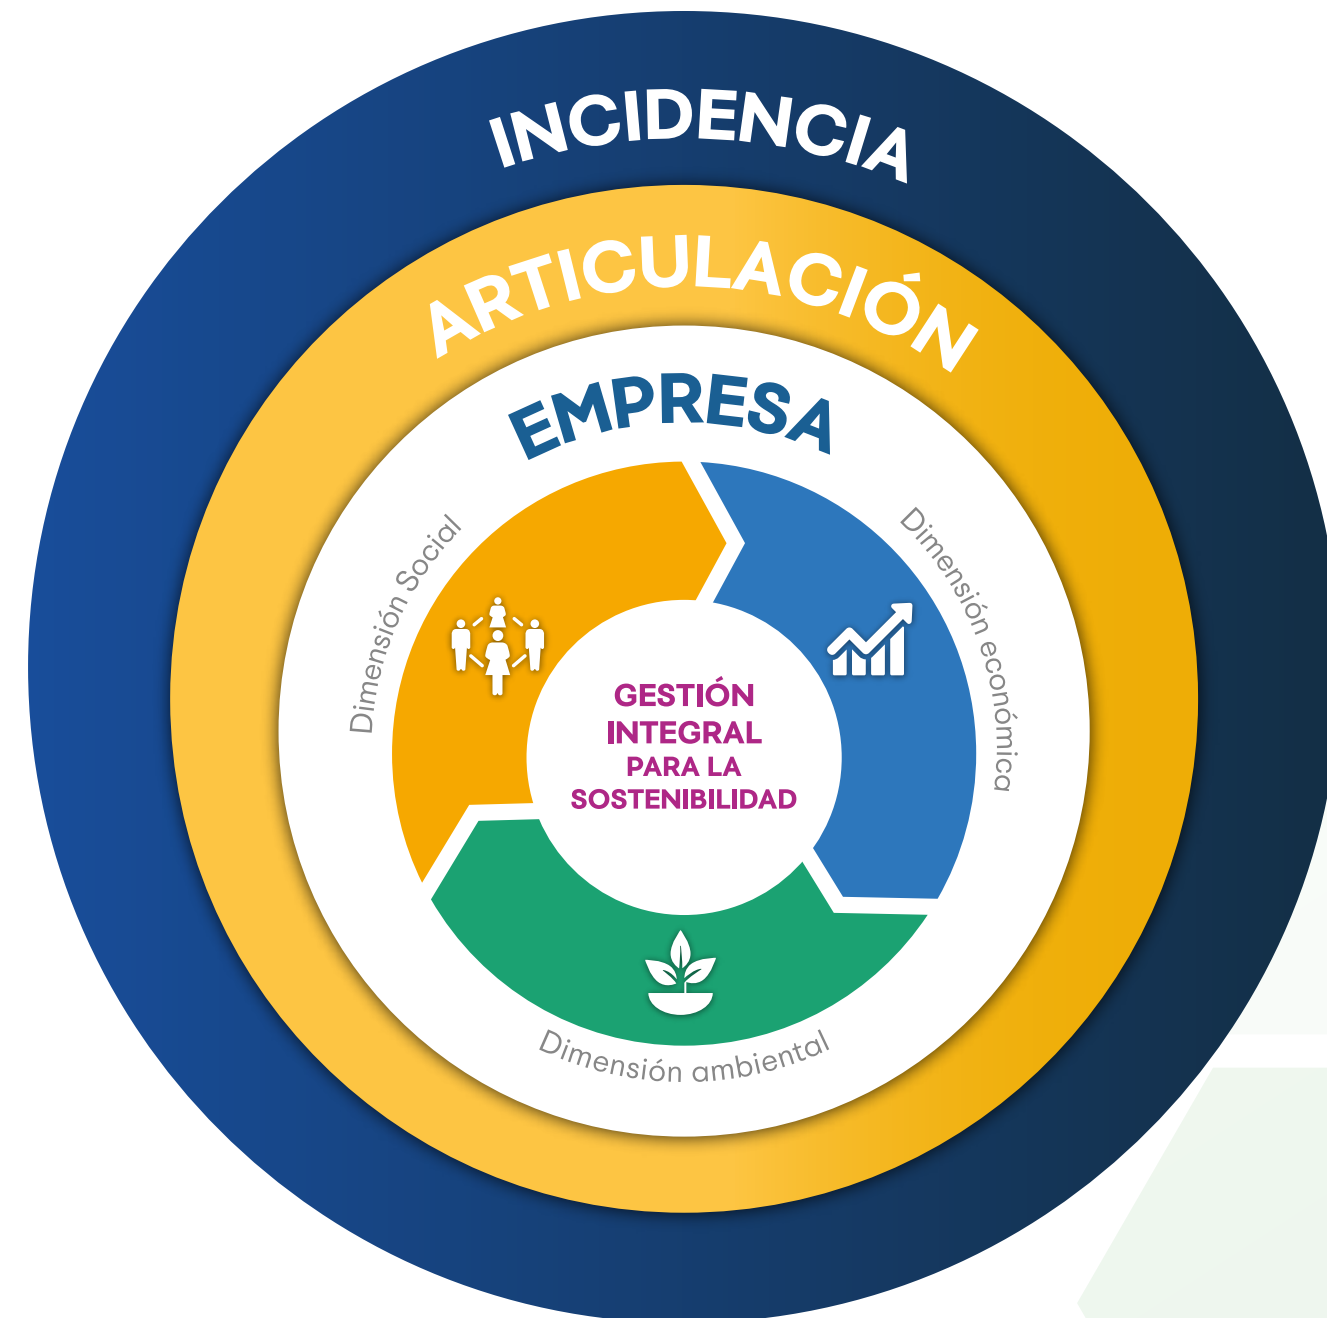 INCIDENCIA
ARTICULACIÓN
EMPRESA
Dimensión Social
Dimensión económica
GESTIÓN
INTEGRAL
PARA LA
SOSTENIBILIDAD
Dimensión ambiental